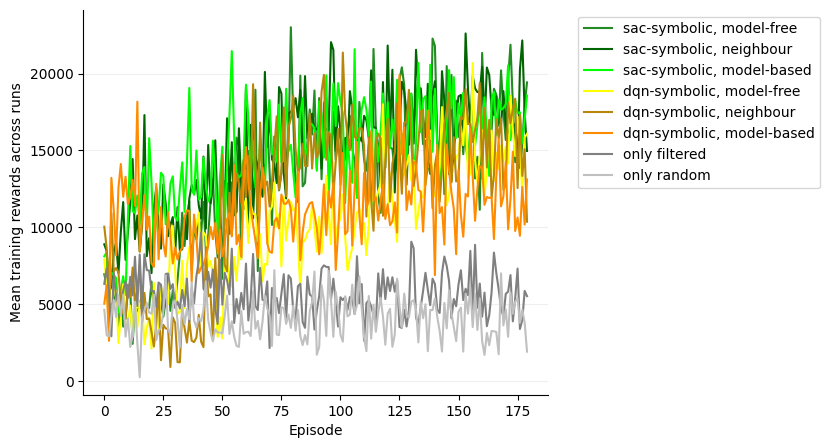 Mean training rewards across runs
20000
15000
10000
5000
0
0 25 50 75 100 125 150 175
Episode
sac-symbolic, model-free
sac-symbolic, neighbour
sac-symbolic, model-based
dqn-symbolic, model-free
dqn-symbolic, neighbour
dqn-symbolic, model-based
only filtered
only random